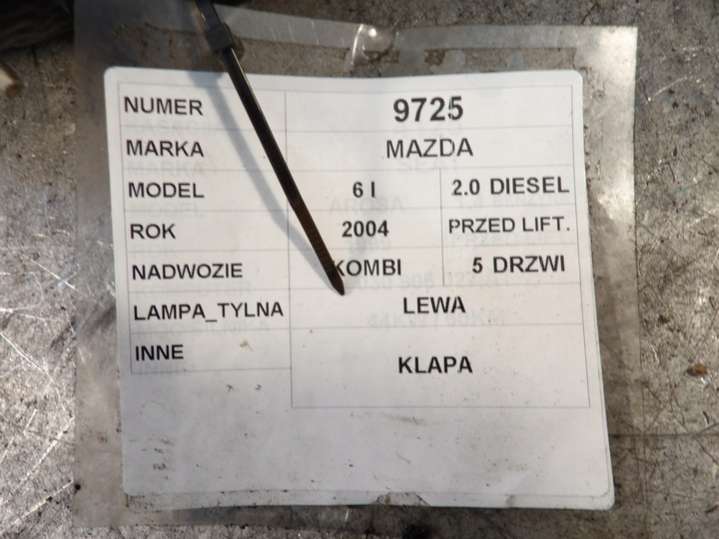 NUMER 9725
MARKA MAZDA
MODEL 6 I 2.0 DIESEL
ROK 2004 PRZED LIFT.
NADWOZIE KOMBI 5 DRZWI
LAMPA_TYLNA LEWA
INNE KLAPA